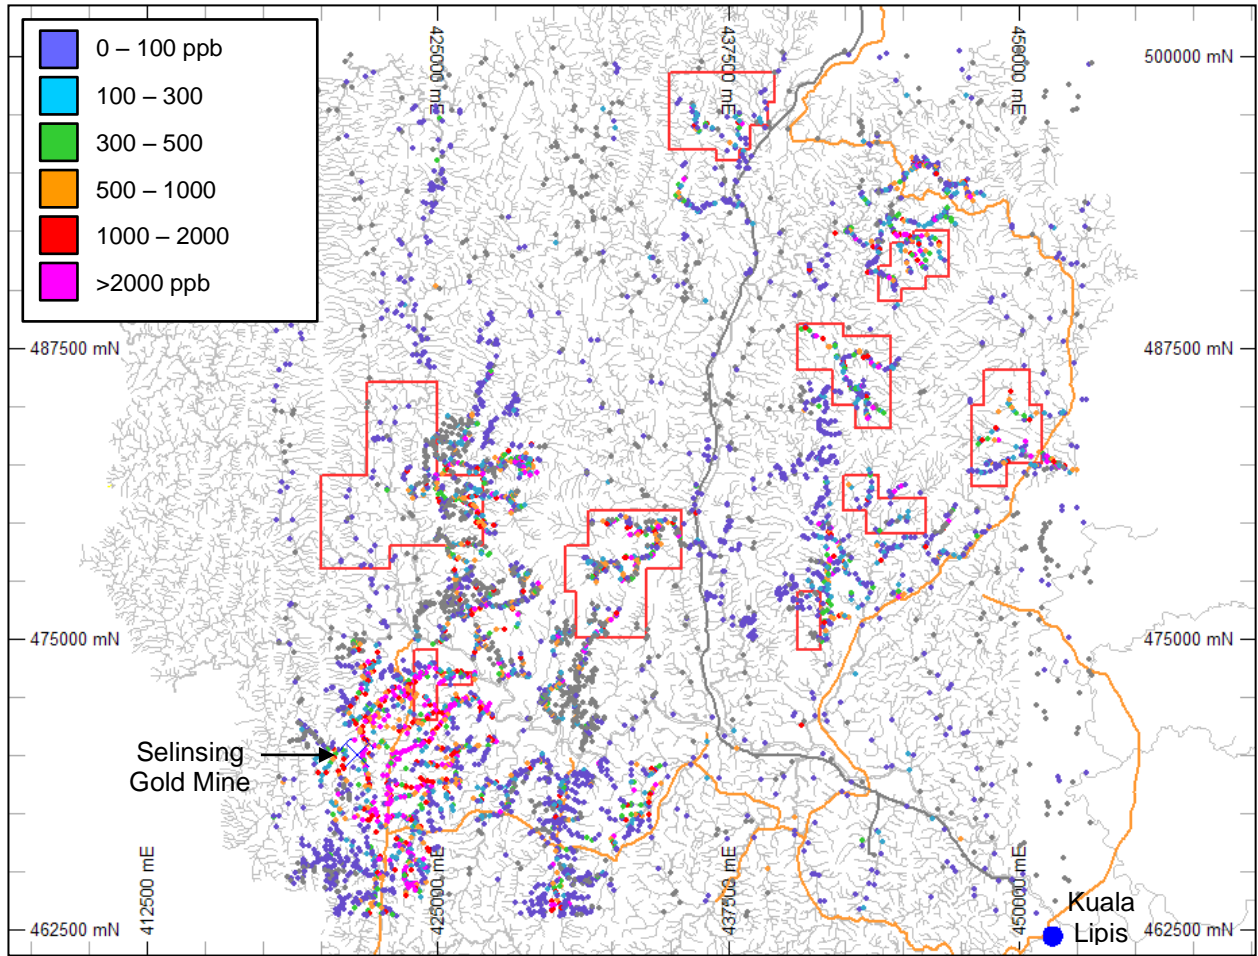 0 – 100 ppb
100 – 300
300 – 500
500 – 1000
1000 – 2000
>2000 ppb
425000 mE
437500 mE
450000 mE
500000 mN
487500 mN
487500 mN
475000 mN
475000 mN
Selinsing
Gold Mine
412500 mE
425000 mE
437500 mE
450000 mE
Kuala
Lipis
462500 mN
462500 mN